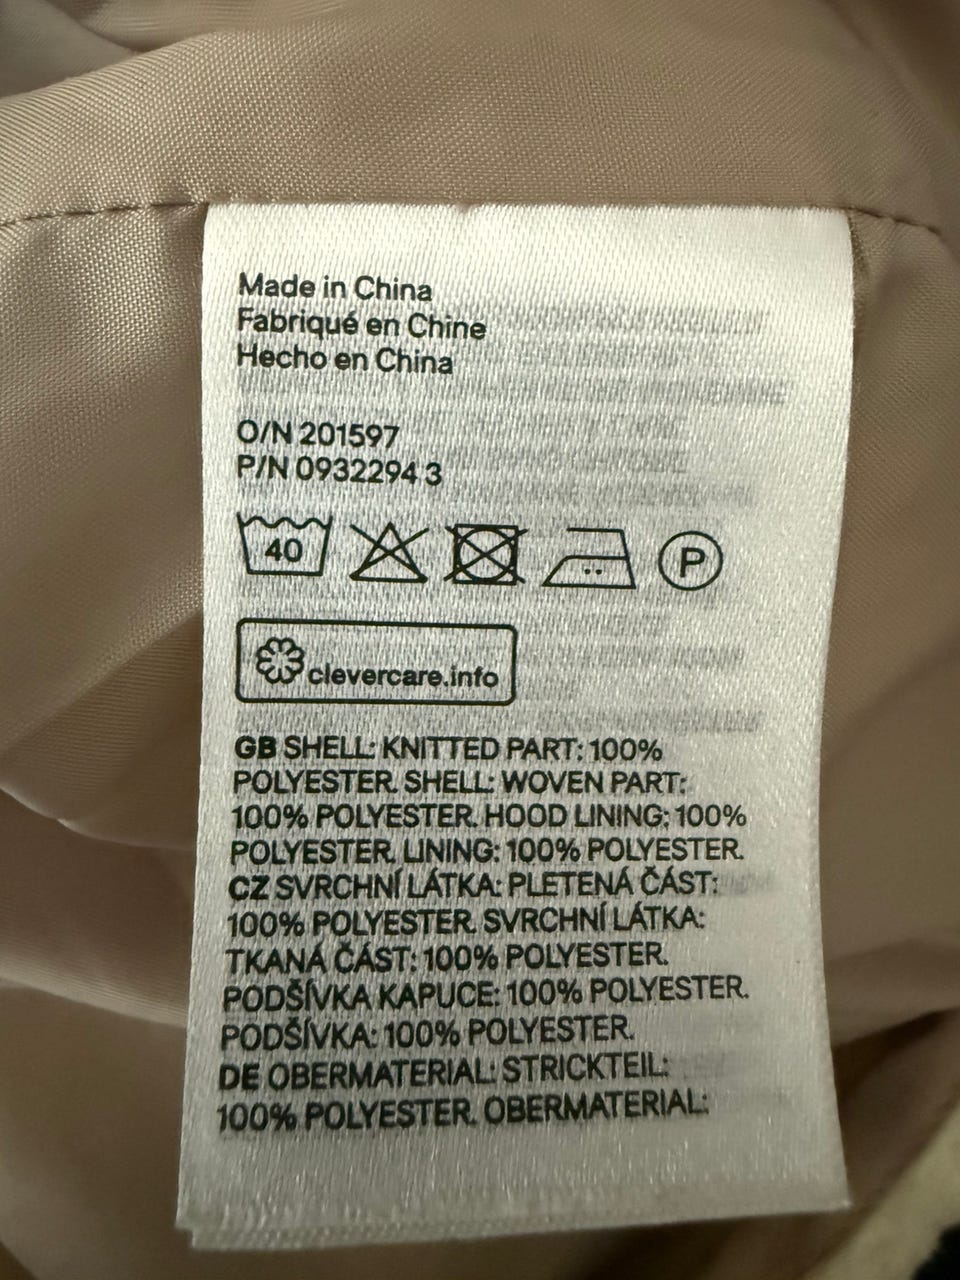 Made in China
Fabriqué en Chine
Hecho en China
O/N 201597
P/N 0932294 3
40
P
clevercare.info
GB SHELL: KNITTED PART: 100%
POLYESTER. SHELL: WOVEN PART:
100% POLYESTER. HOOD LINING: 100%
POLYESTER. LINING: 100% POLYESTER.
CZ SVRCHNÍ LÁTKA: PLETENÁ ČÁST:
100% POLYESTER. SVRCHNÍ LÁTKA:
TKANÁ ČÁST: 100% POLYESTER.
PODŠÍVKA KAPUCE: 100% POLYESTER.
PODŠÍVKA: 100% POLYESTER.
DE OBERMATERIAL: STRICKTEIL:
100% POLYESTER. OBERMATERIAL: